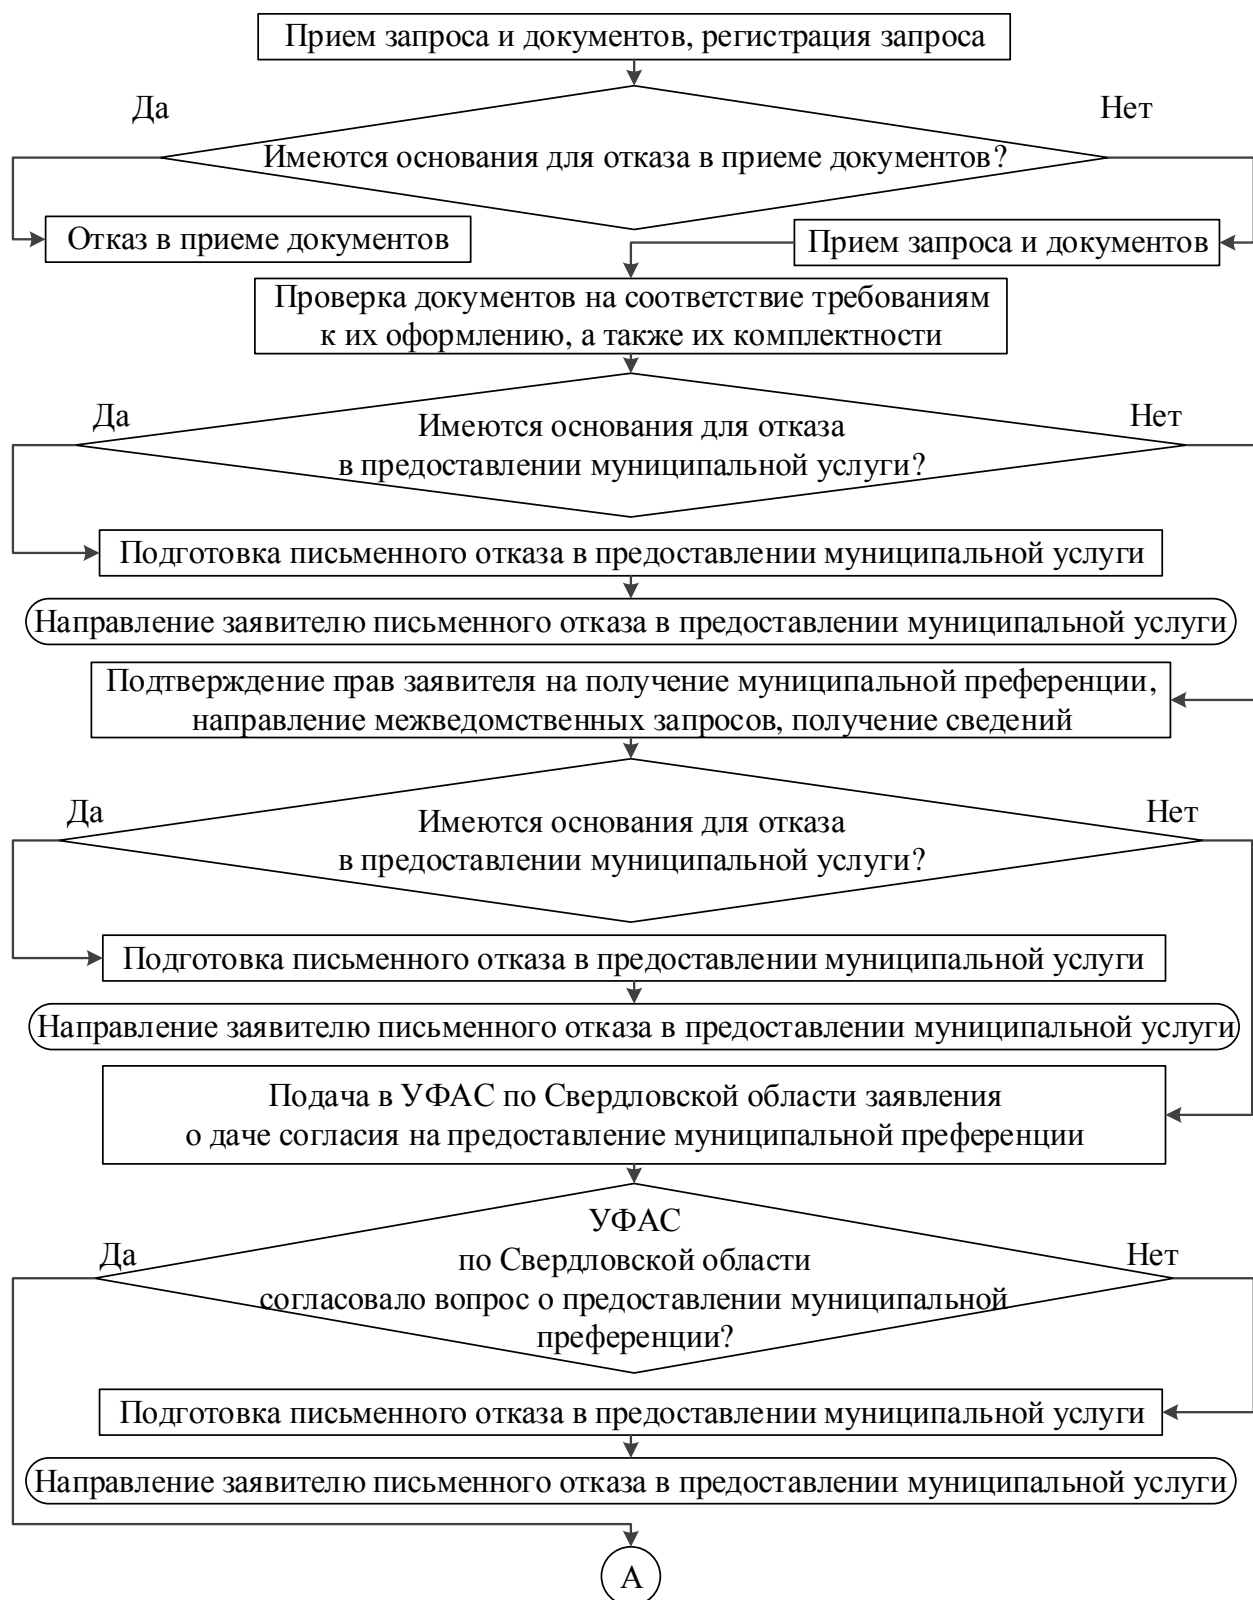 Прием запроса и документов, регистрация запроса
Да
Нет
Имеются основания для отказа в приеме документов?
Отказ в приеме документов
Прием запроса и документов
Проверка документов на соответствие требованиям
к их оформлению, а также их комплектности
Да
Нет
Имеются основания для отказа
в предоставлении муниципальной услуги?
Подготовка письменного отказа в предоставлении муниципальной услуги
Направление заявителю письменного отказа в предоставлении муниципальной услуги
Подтверждение прав заявителя на получение муниципальной преференции,
направление межведомственных запросов, получение сведений
Да
Нет
Имеются основания для отказа
в предоставлении муниципальной услуги?
Подготовка письменного отказа в предоставлении муниципальной услуги
Направление заявителю письменного отказа в предоставлении муниципальной услуги
Подача в УФАС по Свердловской области заявления
о даче согласия на предоставление муниципальной преференции
УФАС
Да
Нет
по Свердловской области
согласовало вопрос о предоставлении муниципальной
преференции?
Подготовка письменного отказа в предоставлении муниципальной услуги
Направление заявителю письменного отказа в предоставлении муниципальной услуги
А